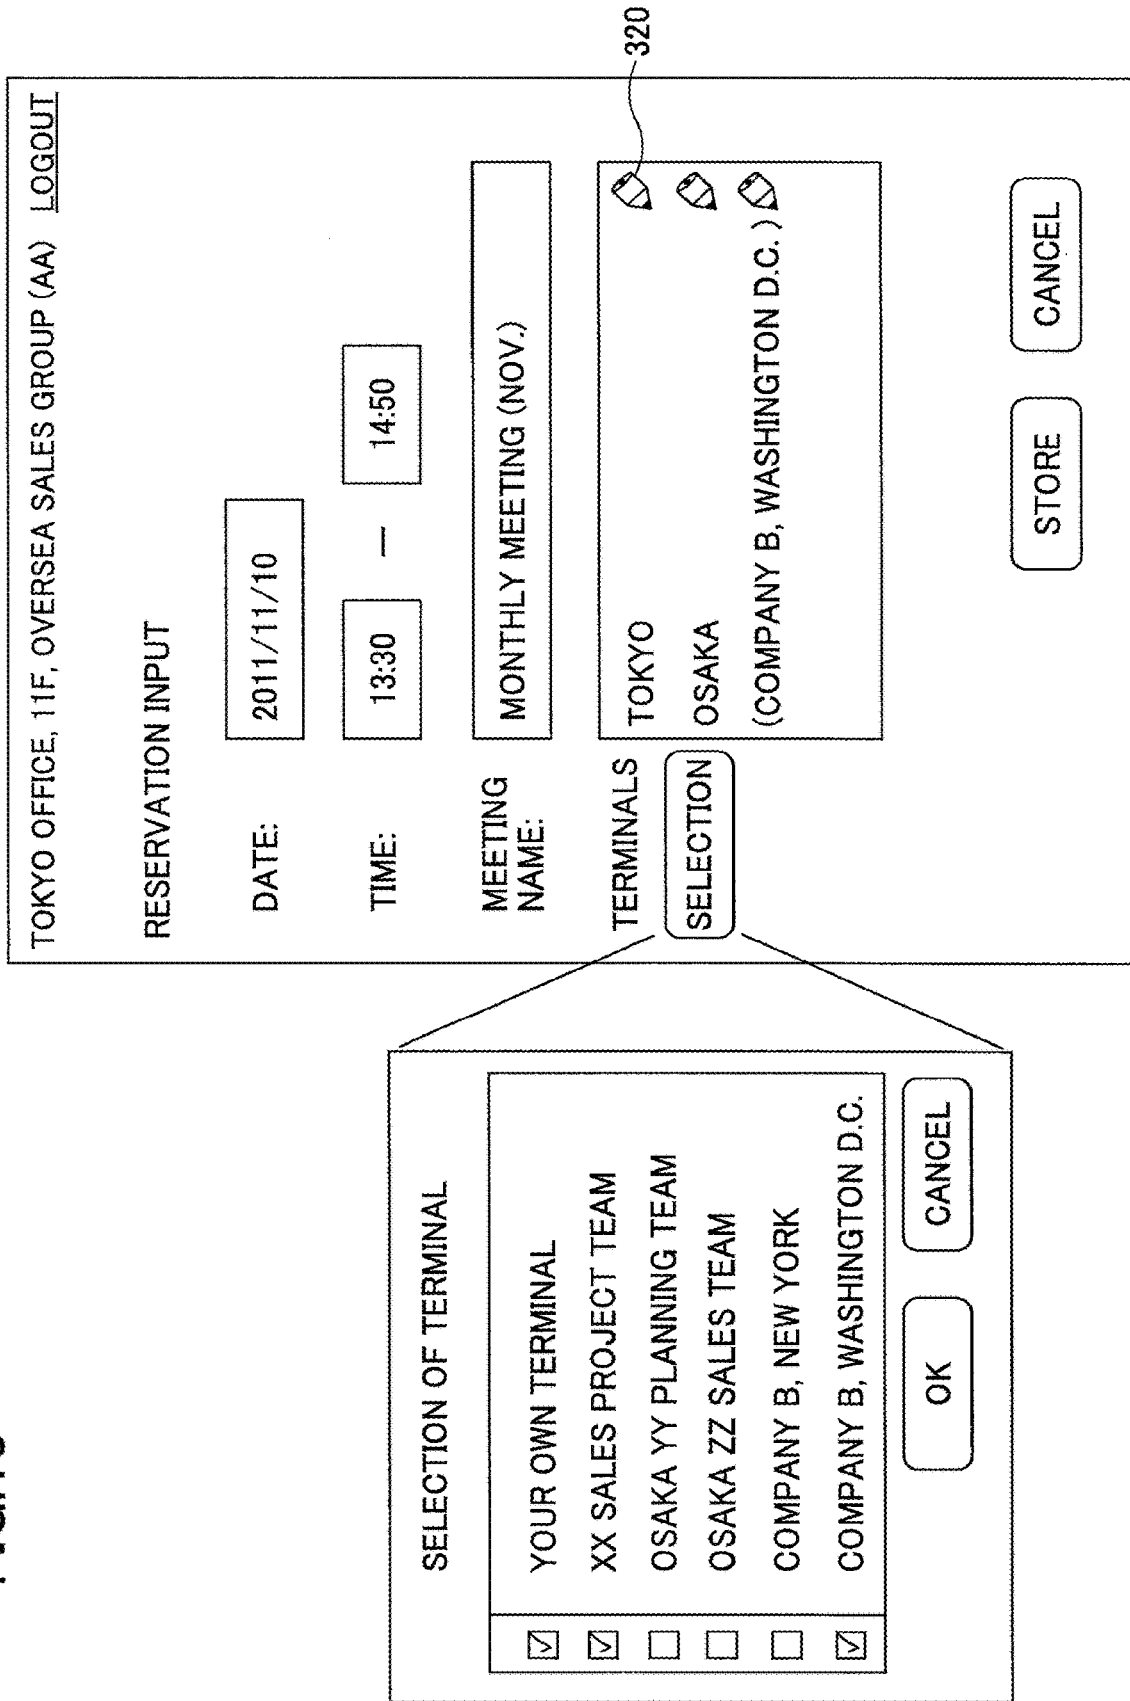 TOKYO OFFICE, 11F, OVERSEA SALES GROUP (AA) LOGOUT
RESERVATION INPUT
DATE: 2011/11/10
TIME: 13:30 — 14:50
MEETING
NAME:
MONTHLY MEETING (NOV.)
TERMINALS
SELECTION
TOKYO
320
OSAKA
(COMPANY B, WASHINGTON D.C. )
STORE CANCEL
SELECTION OF TERMINAL
YOUR OWN TERMINAL
XX SALES PROJECT TEAM
OSAKA YY PLANNING TEAM
OSAKA ZZ SALES TEAM
COMPANY B, NEW YORK
COMPANY B, WASHINGTON D.C.
OK CANCEL